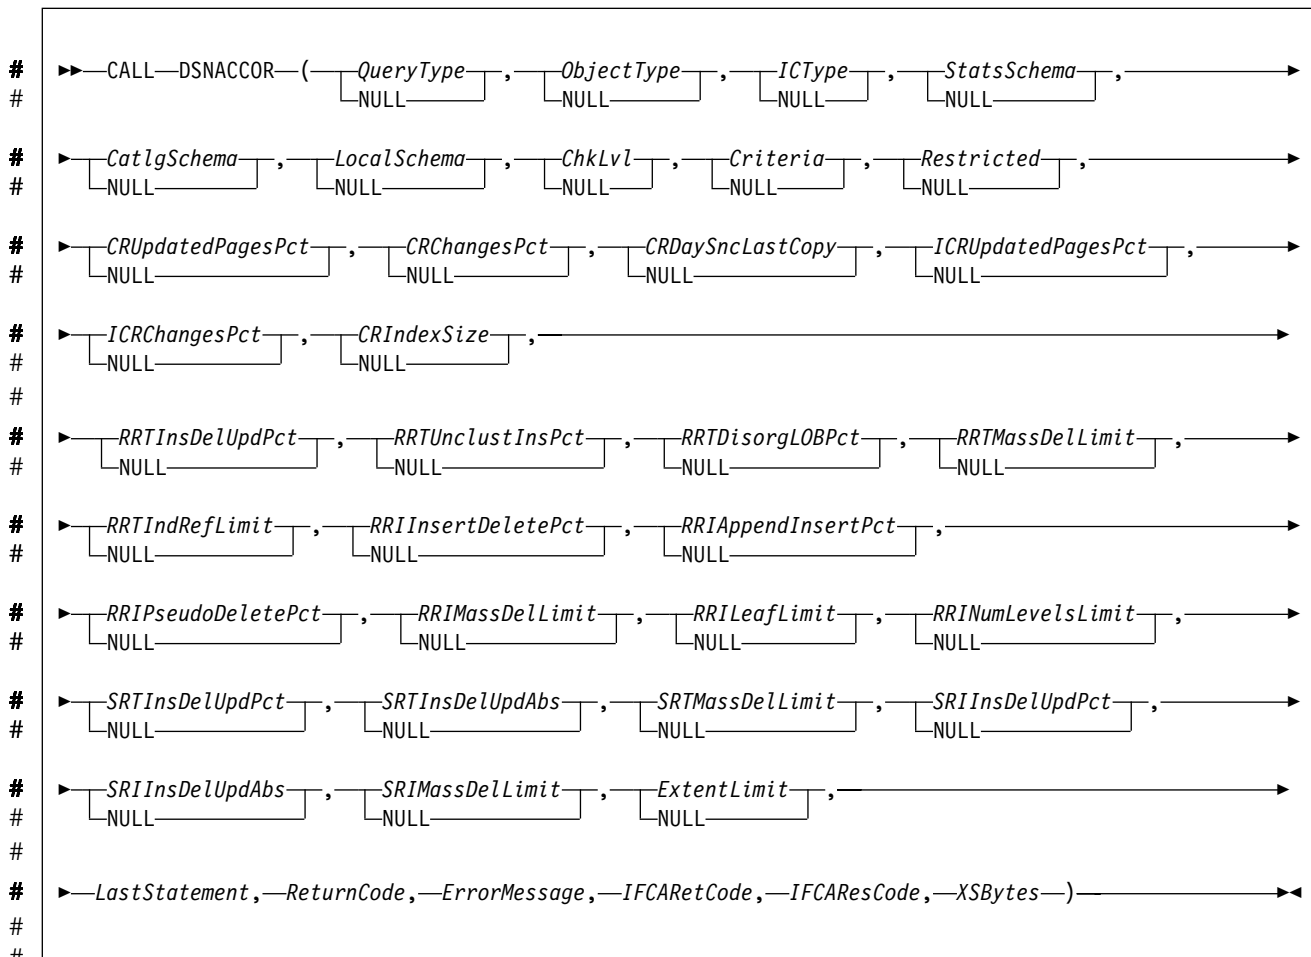 # CALL DSNACCOR ( QueryType , ObjectType , ICType , StatsSchema ,
# NULL NULL NULL NULL
# CatlgSchema , LocalSchema , ChkLvl , Criteria , Restricted ,
# NULL NULL NULL NULL NULL
# CRUpdatedPagesPct , CRChangesPct , CRDaySncLastCopy , ICRUpdatedPagesPct ,
# NULL NULL NULL NULL
# ICRChangesPct , CRIndexSize ,
# NULL NULL
#
# RRTInsDelUpdPct , RRTUnclustInsPct , RRTDisorgLOBPct , RRTMassDelLimit ,
# NULL NULL NULL NULL
# RRTIndRefLimit , RRIInsertDeletePct , RRIAppendInsertPct ,
# NULL NULL NULL
# RRIPseudoDeletePct , RRIMassDelLimit , RRILeafLimit , RRINumLevelsLimit ,
# NULL NULL NULL NULL
# SRTInsDelUpdPct , SRTInsDelUpdAbs , SRTMassDelLimit , SRIInsDelUpdPct ,
# NULL NULL NULL NULL
# SRIInsDelUpdAbs , SRIMassDelLimit , ExtentLimit ,
# NULL NULL NULL
#
# LastStatement, ReturnCode, ErrorMessage, IFCARetCode, IFCAResCode, XSBytes )
#
#